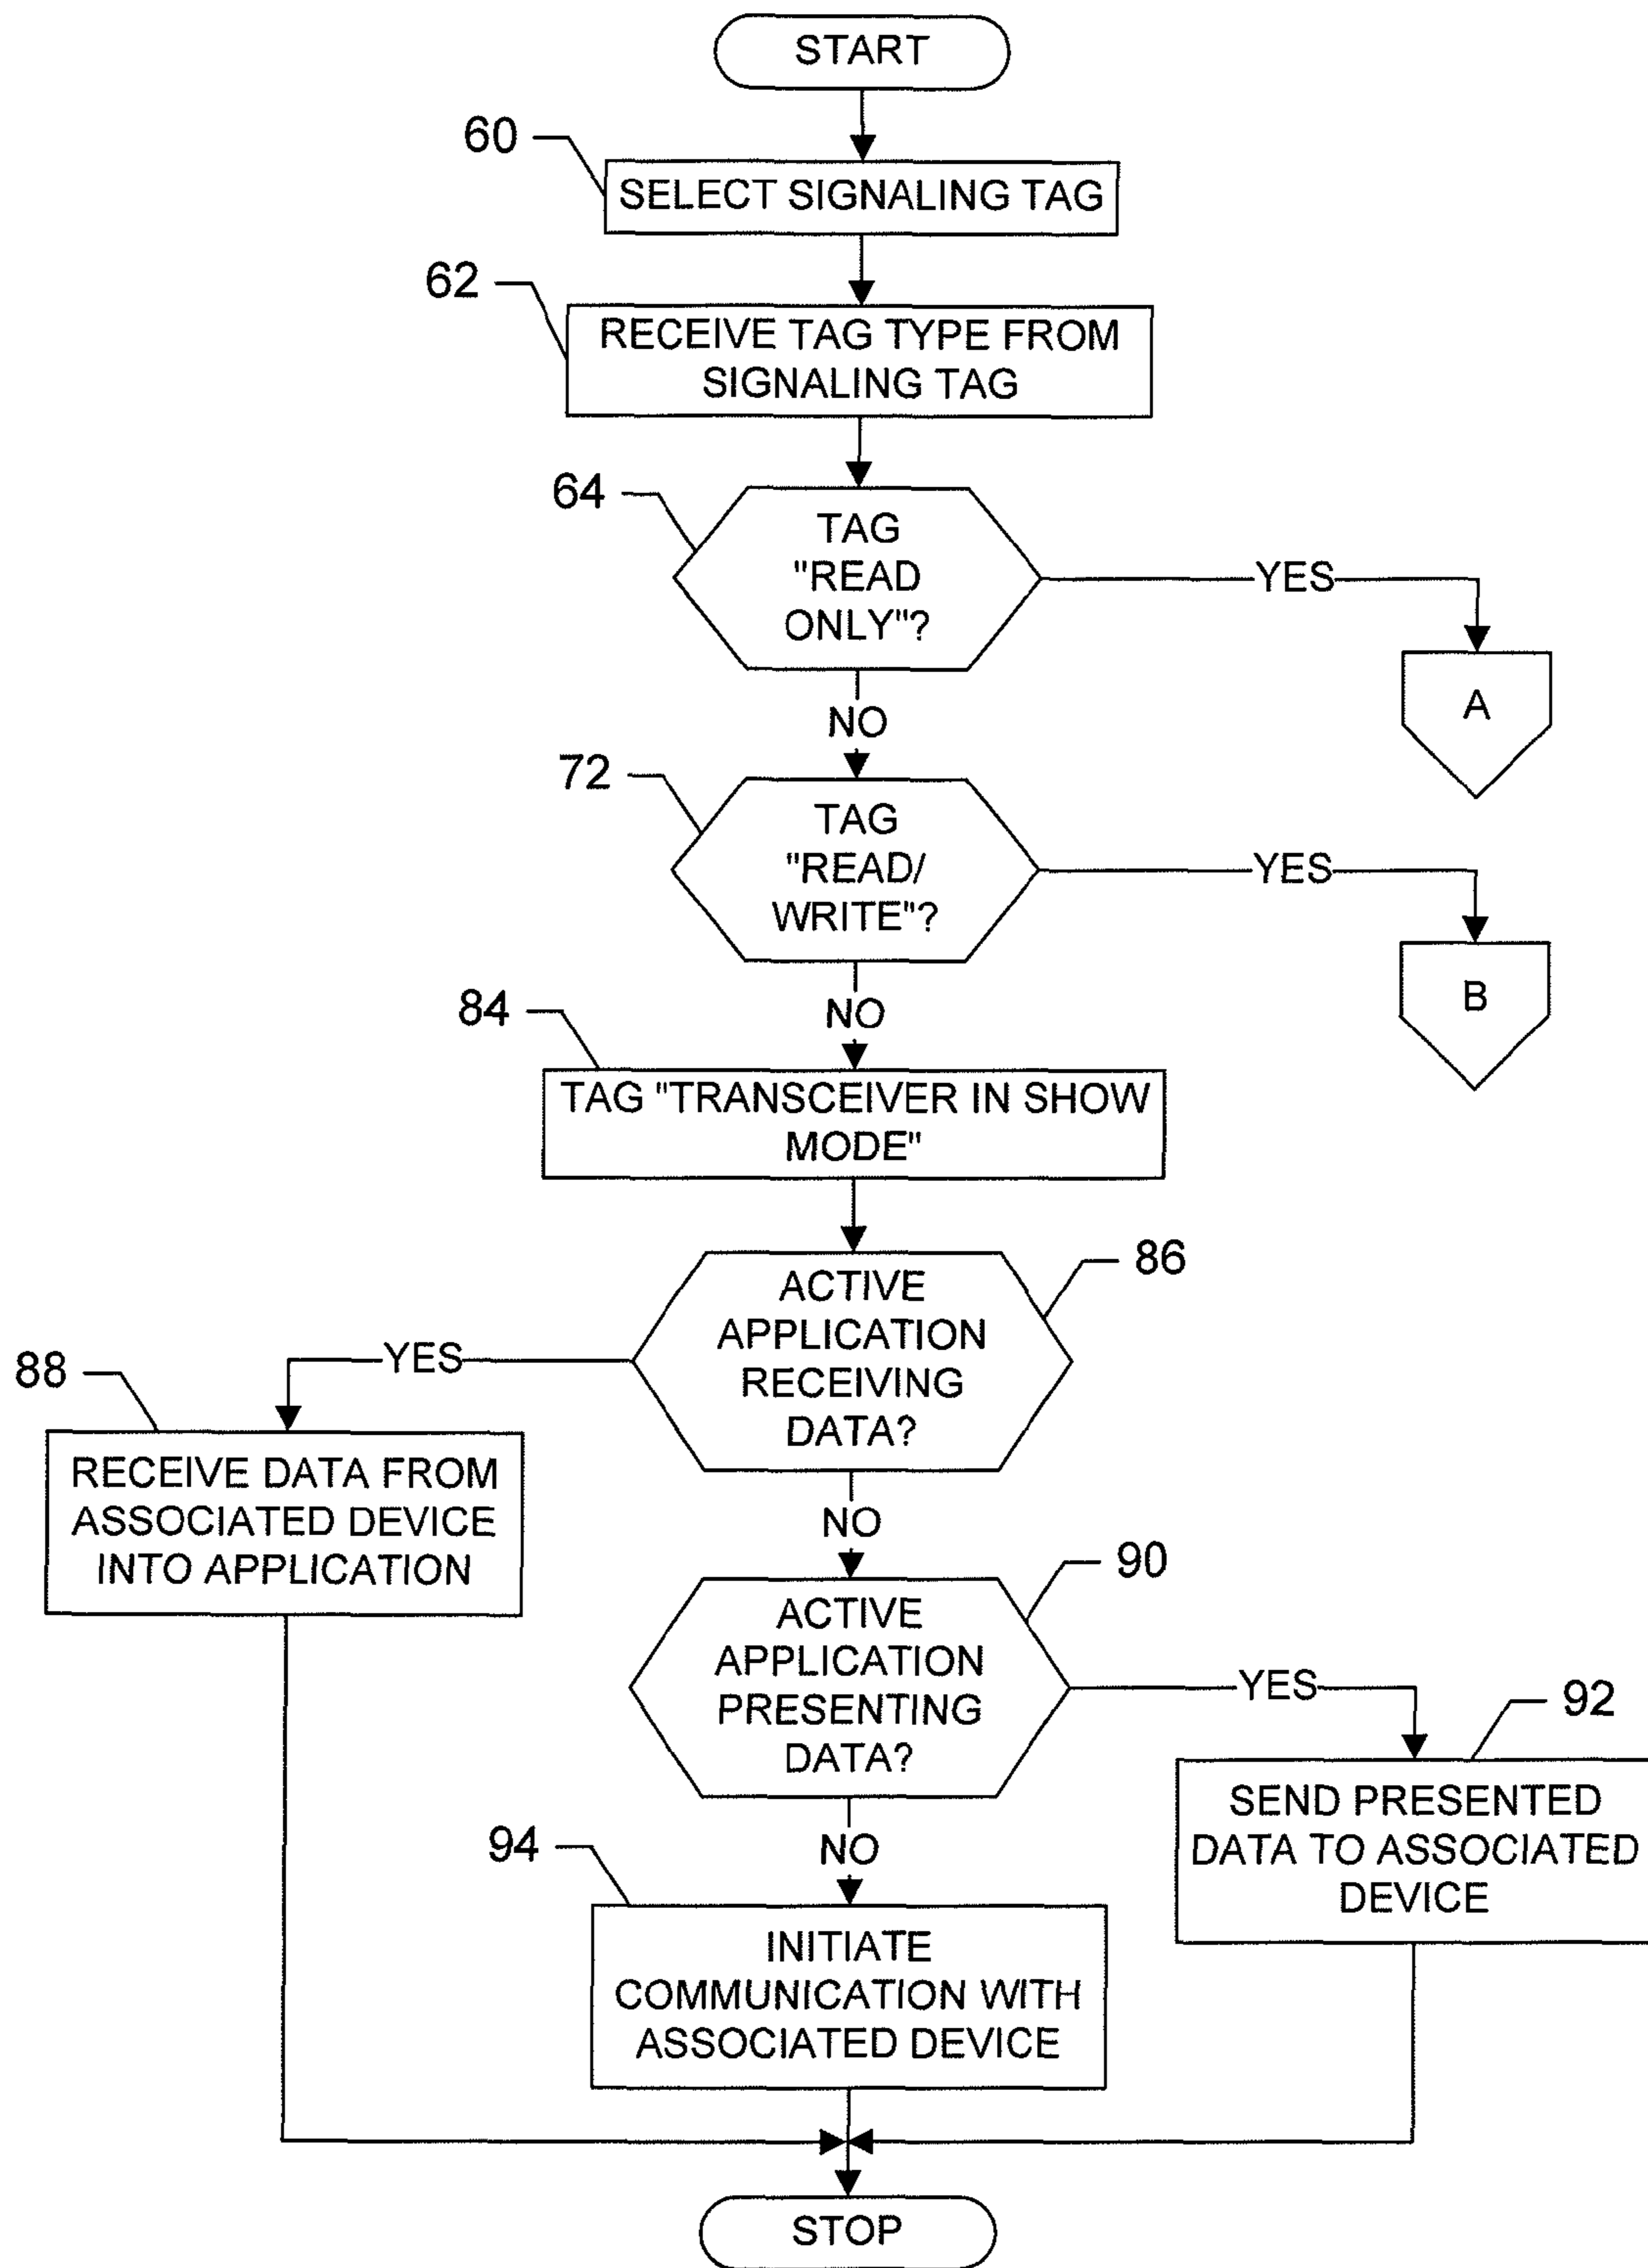 START
60
SELECT SIGNALING TAG
62
RECEIVE TAG TYPE FROM
SIGNALING TAG
64
TAG
"READ
ONLY"?
YES
A
NO
72
TAG
"READ/
WRITE"?
YES
B
NO
84
TAG "TRANSCEIVER IN SHOW
MODE"
86
ACTIVE
APPLICATION
RECEIVING
DATA?
YES
88
RECEIVE DATA FROM
ASSOCIATED DEVICE
INTO APPLICATION
NO
90
ACTIVE
APPLICATION
PRESENTING
DATA?
YES
92
SEND PRESENTED
DATA TO ASSOCIATED
DEVICE
NO
94
INITIATE
COMMUNICATION WITH
ASSOCIATED DEVICE
STOP